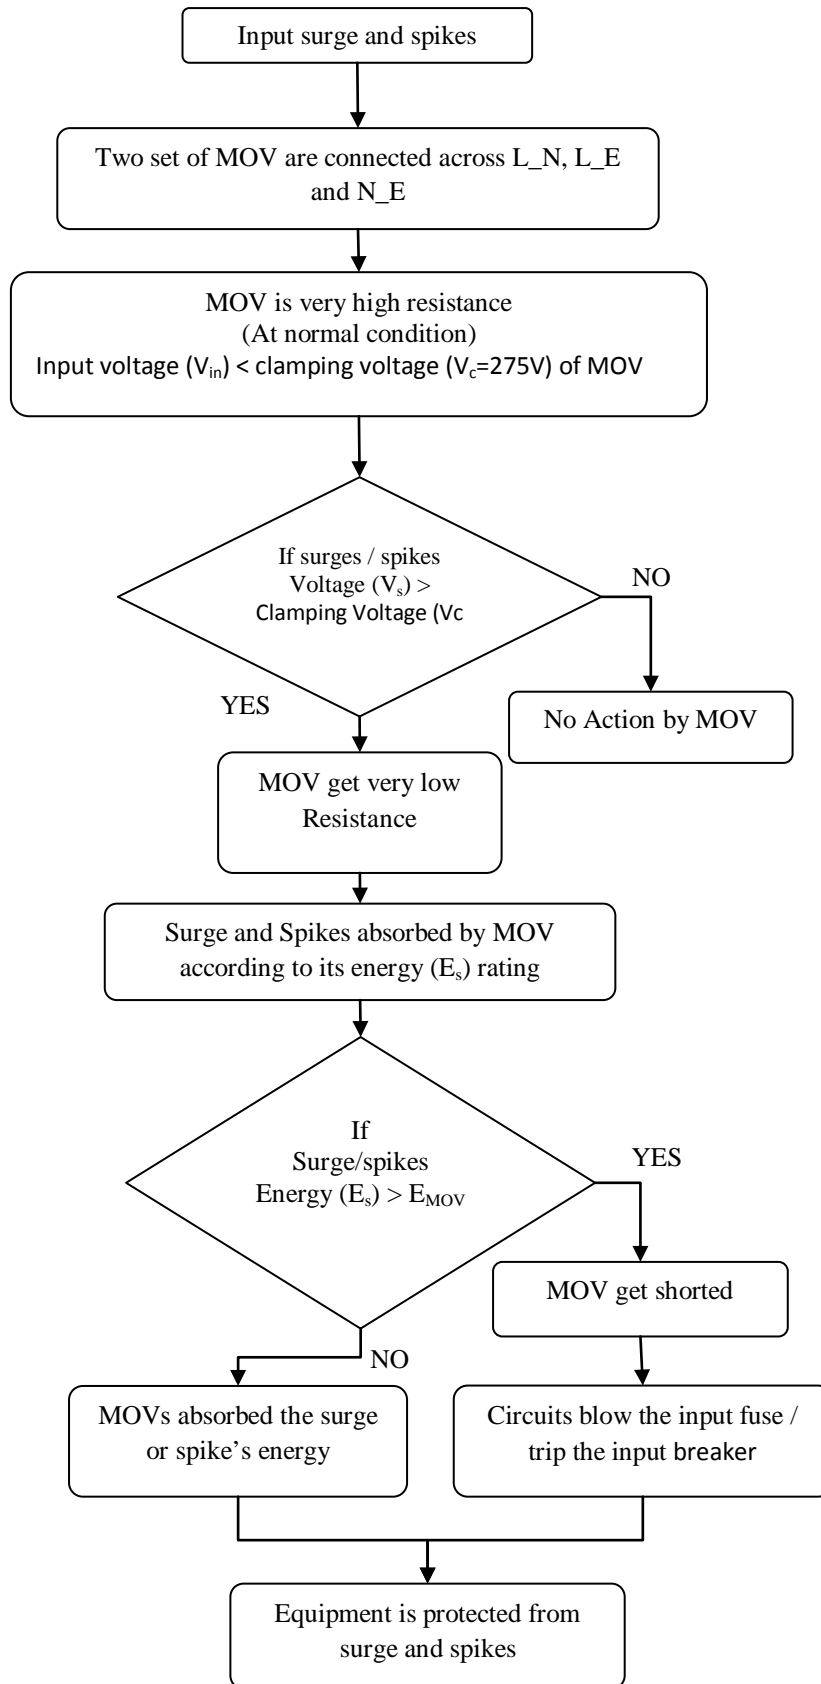 Input surge and spikes
Two set of MOV are connected across L_N, L_E
and N_E
MOV is very high resistance
(At normal condition)
Input voltage (Vin) < clamping voltage (Vc=275V) of MOV
If surges / spikes
Voltage (Vs) >
Clamping Voltage (Vc
NO
YES
No Action by MOV
MOV get very low
Resistance
Surge and Spikes absorbed by MOV
according to its energy (Es) rating
If
Surge/spikes
Energy (Es) > EMOV
YES
MOV get shorted
NO
MOVs absorbed the surge
or spike’s energy
Circuits blow the input fuse /
trip the input breaker
Equipment is protected from
surge and spikes